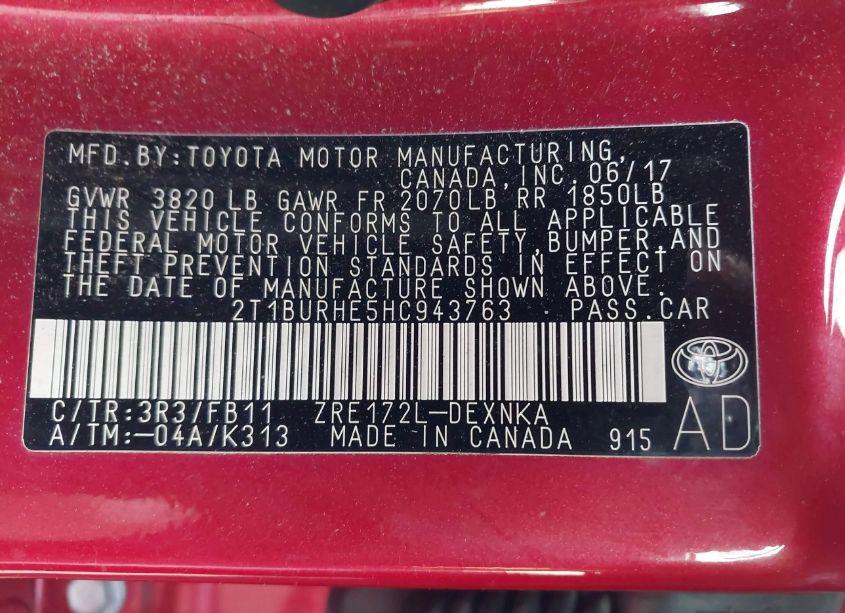 MFD.BY:TOYOTA MOTOR MANUFACTURING,
CANADA,INC.06/17
GVWR 3820 LB GAWR FR 2070LB RR 1850LB
THIS VEHICLE CONFORMS TO ALL APPLICABLE
FEDERAL MOTOR VEHICLE SAFETY,BUMPER,AND
THEFT PREVENTION STANDARDS IN EFFECT ON
THE DATE OF MANUFACTURE SHOWN ABOVE.
2T1BURHE5HC943763 PASS.CAR
C/TR:3R3/FB11 ZRE172L-DEXNKA
A/TM:-04A/K313 MADE IN CANADA 915 AD